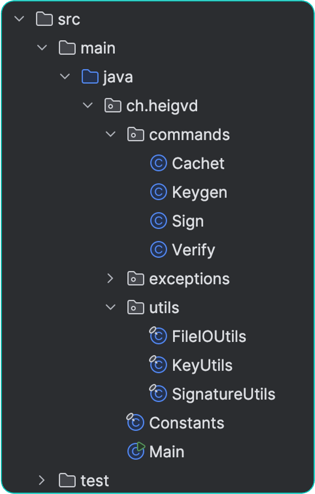 src
main
java
ch.heigvd
commands
Cachet
Keygen
Sign
Verify
exceptions
utils
FileIOUtils
KeyUtils
SignatureUtils
Constants
Main
test